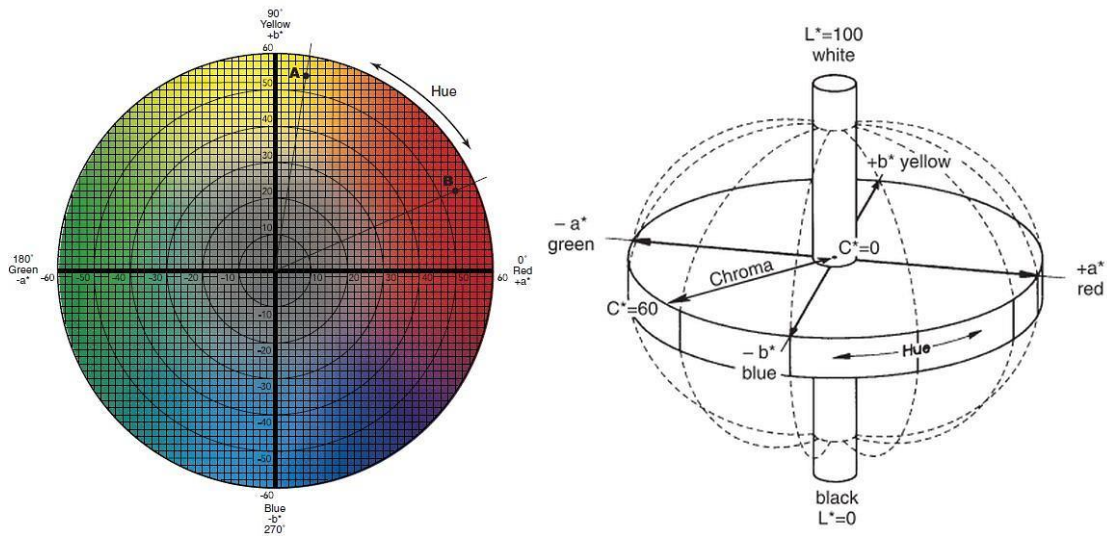 90°
Yellow
+b*
60
50
40
30
20
10
A
Hue
B
180°
Green
-a*
-60
-50
-40
-30
-20
-10
10
20
30
40
50
60
0°
Red
+a*
-10
-20
-30
-40
-50
-60
Blue
-b*
270°
L*=100
white
+b* yellow
– a*
green
C*=0
Chroma
+a*
red
C*=60
– b*
blue
Hue
black
L*=0